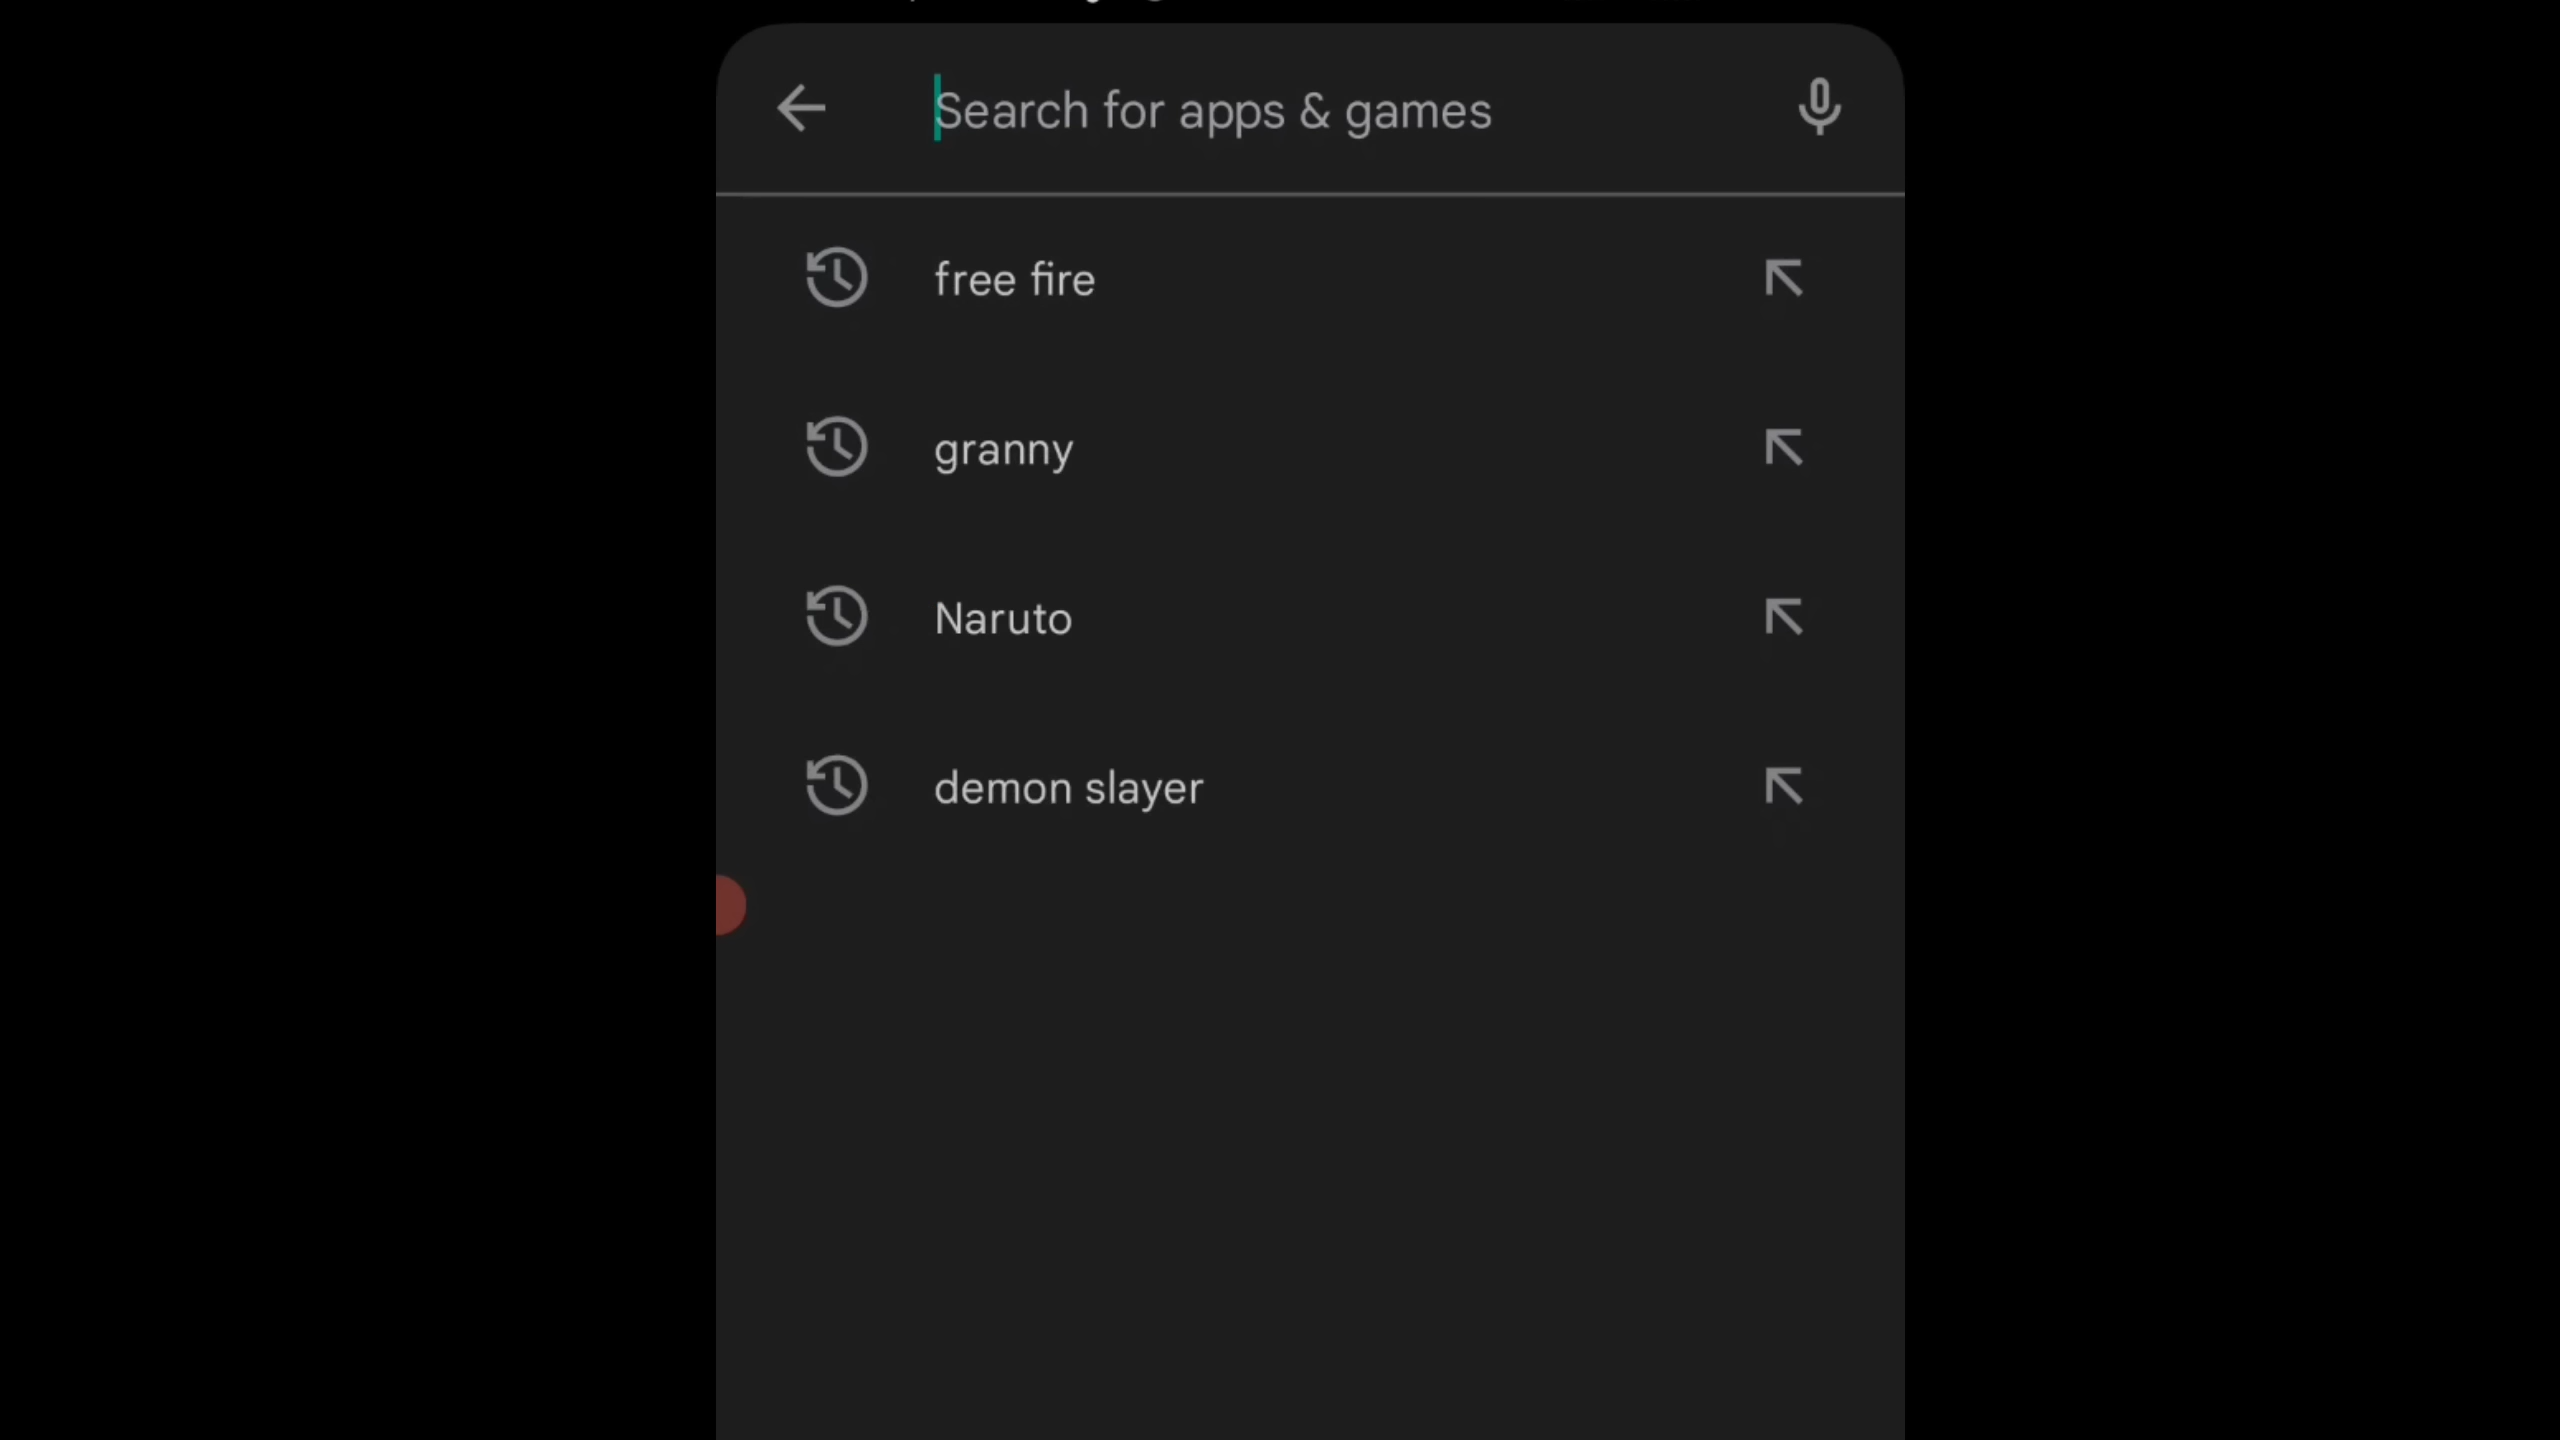 Search for apps & games
free fire
granny
Naruto
demon slayer